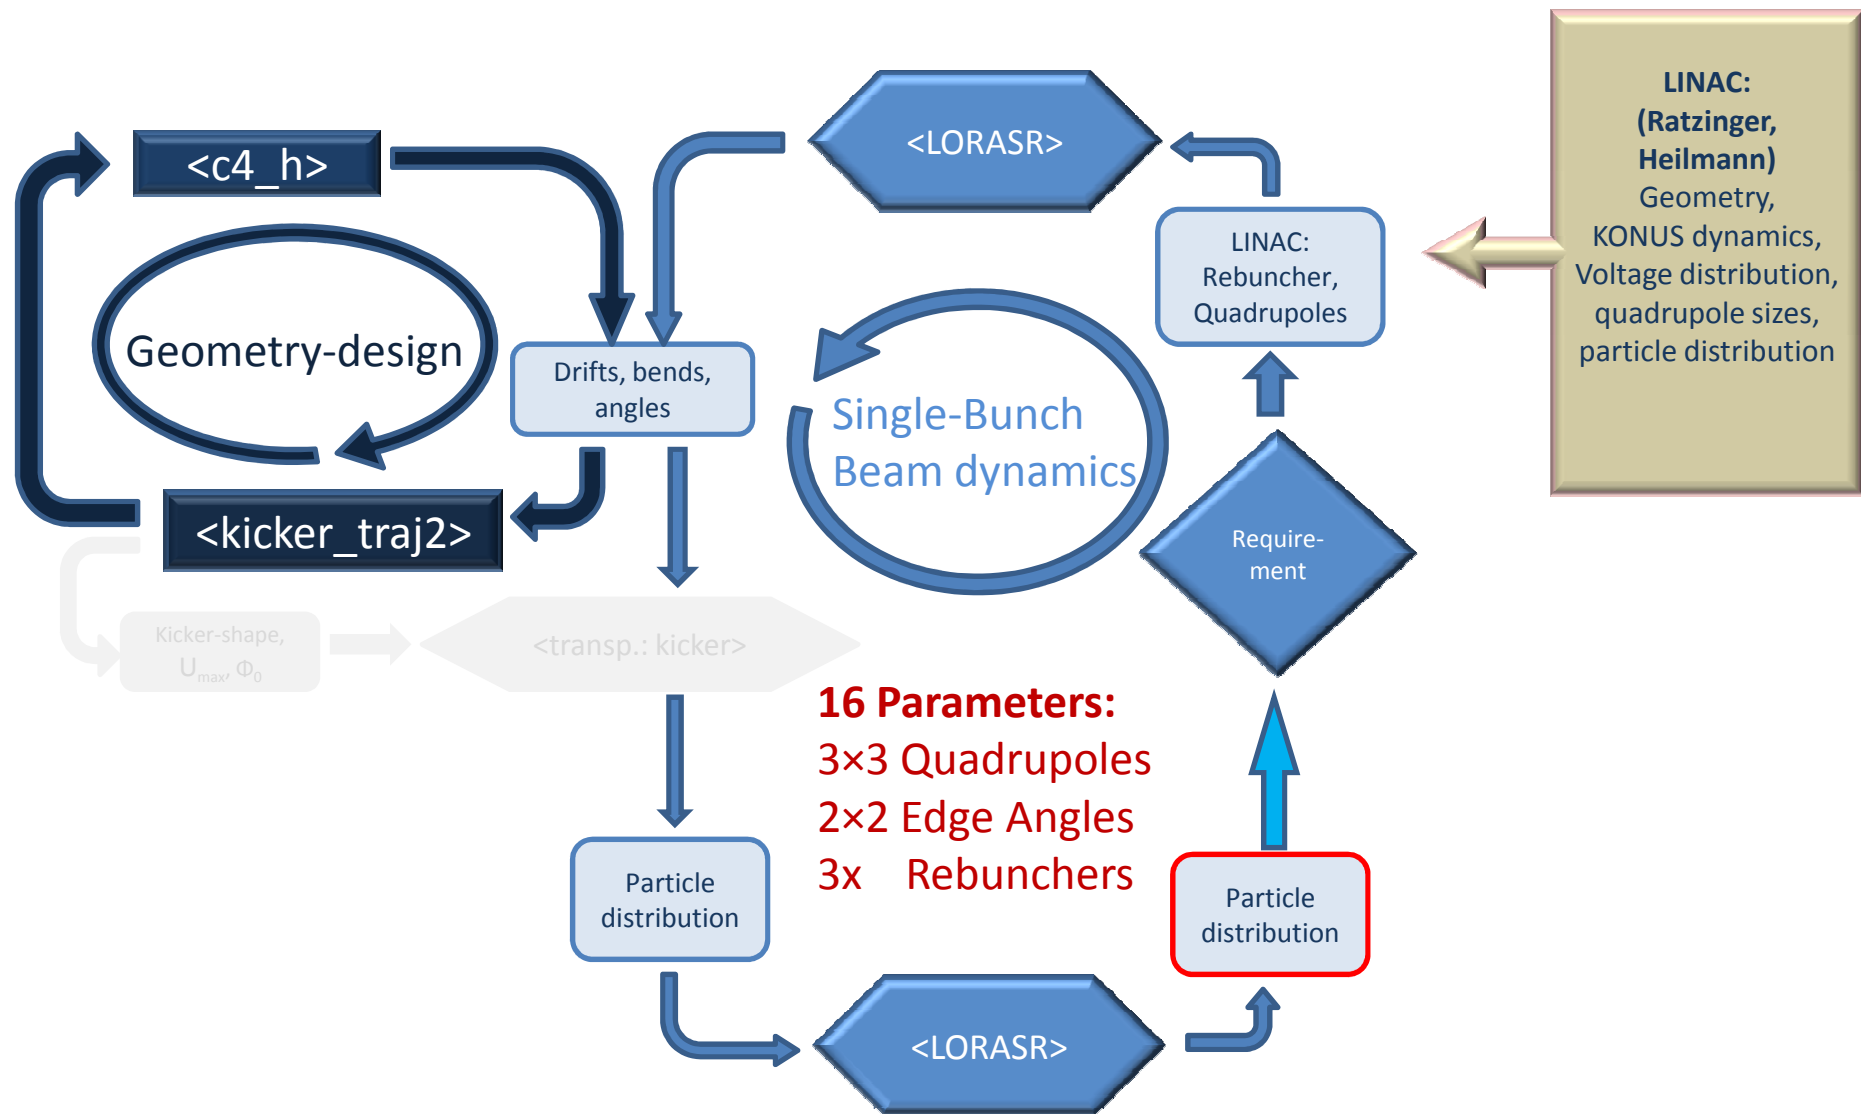 <c4_h>
Geometry-design
<kicker_traj2>
Kicker-shape,
Umax, Φ0
<transp.: kicker>
Drifts, bends,
angles
<LORASR>
LINAC:
Rebuncher,
Quadrupoles
LINAC:
(Ratzinger,
Heilmann)
Geometry,
KONUS dynamics,
Voltage distribution,
quadrupole sizes,
particle distribution
Single-Bunch
Beam dynamics
Require-
ment
16 Parameters:
3×3 Quadrupoles
2×2 Edge Angles
3x Rebunchers
Particle
distribution
Particle
distribution
<LORASR>